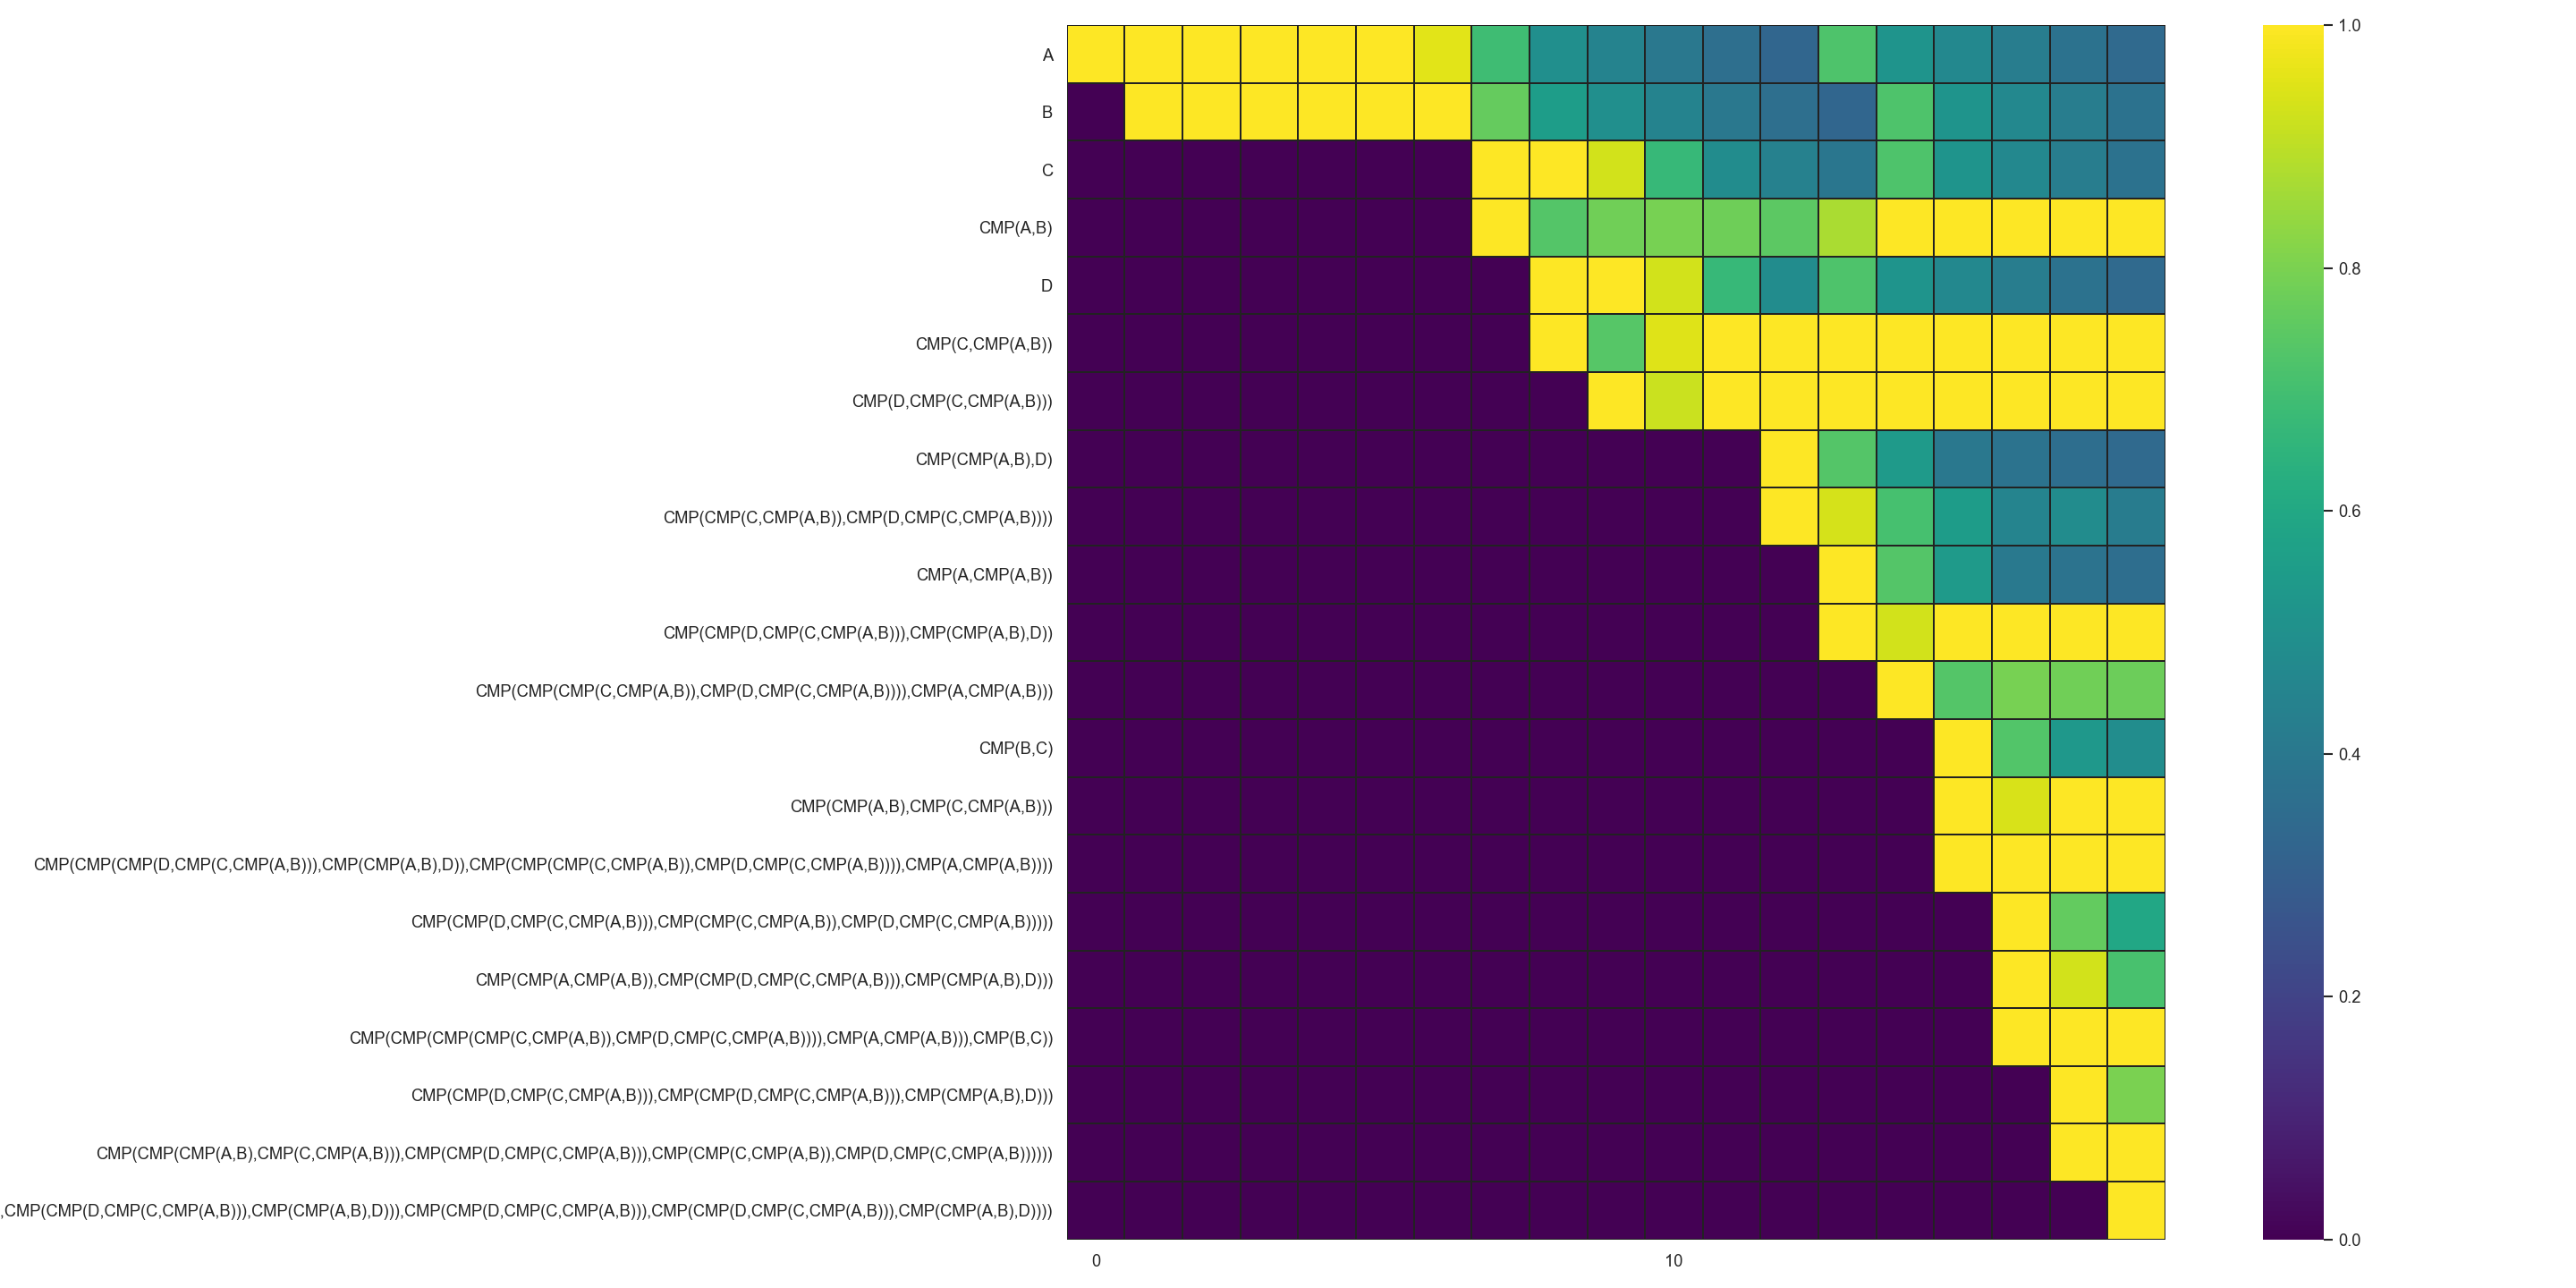 A
B
C
CMP(A,B)
D
CMP(C,CMP(A,B))
CMP(D,CMP(C,CMP(A,B)))
CMP(CMP(A,B),D)
CMP(CMP(C,CMP(A,B)),CMP(D,CMP(C,CMP(A,B))))
CMP(A,CMP(A,B))
CMP(CMP(D,CMP(C,CMP(A,B))),CMP(CMP(A,B),D))
CMP(CMP(CMP(C,CMP(A,B)),CMP(D,CMP(C,CMP(A,B)))),CMP(A,CMP(A,B)))
CMP(B,C)
CMP(CMP(A,B),CMP(C,CMP(A,B)))
CMP(CMP(CMP(D,CMP(C,CMP(A,B))),CMP(CMP(A,B),D)),CMP(CMP(CMP(C,CMP(A,B)),CMP(D,CMP(C,CMP(A,B)))),CMP(A,CMP(A,B))))
CMP(CMP(D,CMP(C,CMP(A,B))),CMP(CMP(C,CMP(A,B)),CMP(D,CMP(C,CMP(A,B)))))
CMP(CMP(A,CMP(A,B)),CMP(CMP(D,CMP(C,CMP(A,B))),CMP(CMP(A,B),D)))
CMP(CMP(CMP(CMP(C,CMP(A,B)),CMP(D,CMP(C,CMP(A,B)))),CMP(A,CMP(A,B))),CMP(B,C))
CMP(CMP(D,CMP(C,CMP(A,B))),CMP(CMP(D,CMP(C,CMP(A,B))),CMP(CMP(A,B),D)))
CMP(CMP(CMP(A,B),CMP(C,CMP(A,B))),CMP(CMP(D,CMP(C,CMP(A,B))),CMP(CMP(C,CMP(A,B)),CMP(D,CMP(C,CMP(A,B))))))
,CMP(CMP(D,CMP(C,CMP(A,B))),CMP(CMP(A,B),D))),CMP(CMP(D,CMP(C,CMP(A,B))),CMP(CMP(D,CMP(C,CMP(A,B))),CMP(CMP(A,B),D))))
0
10
1.0
0.8
0.6
0.4
0.2
0.0